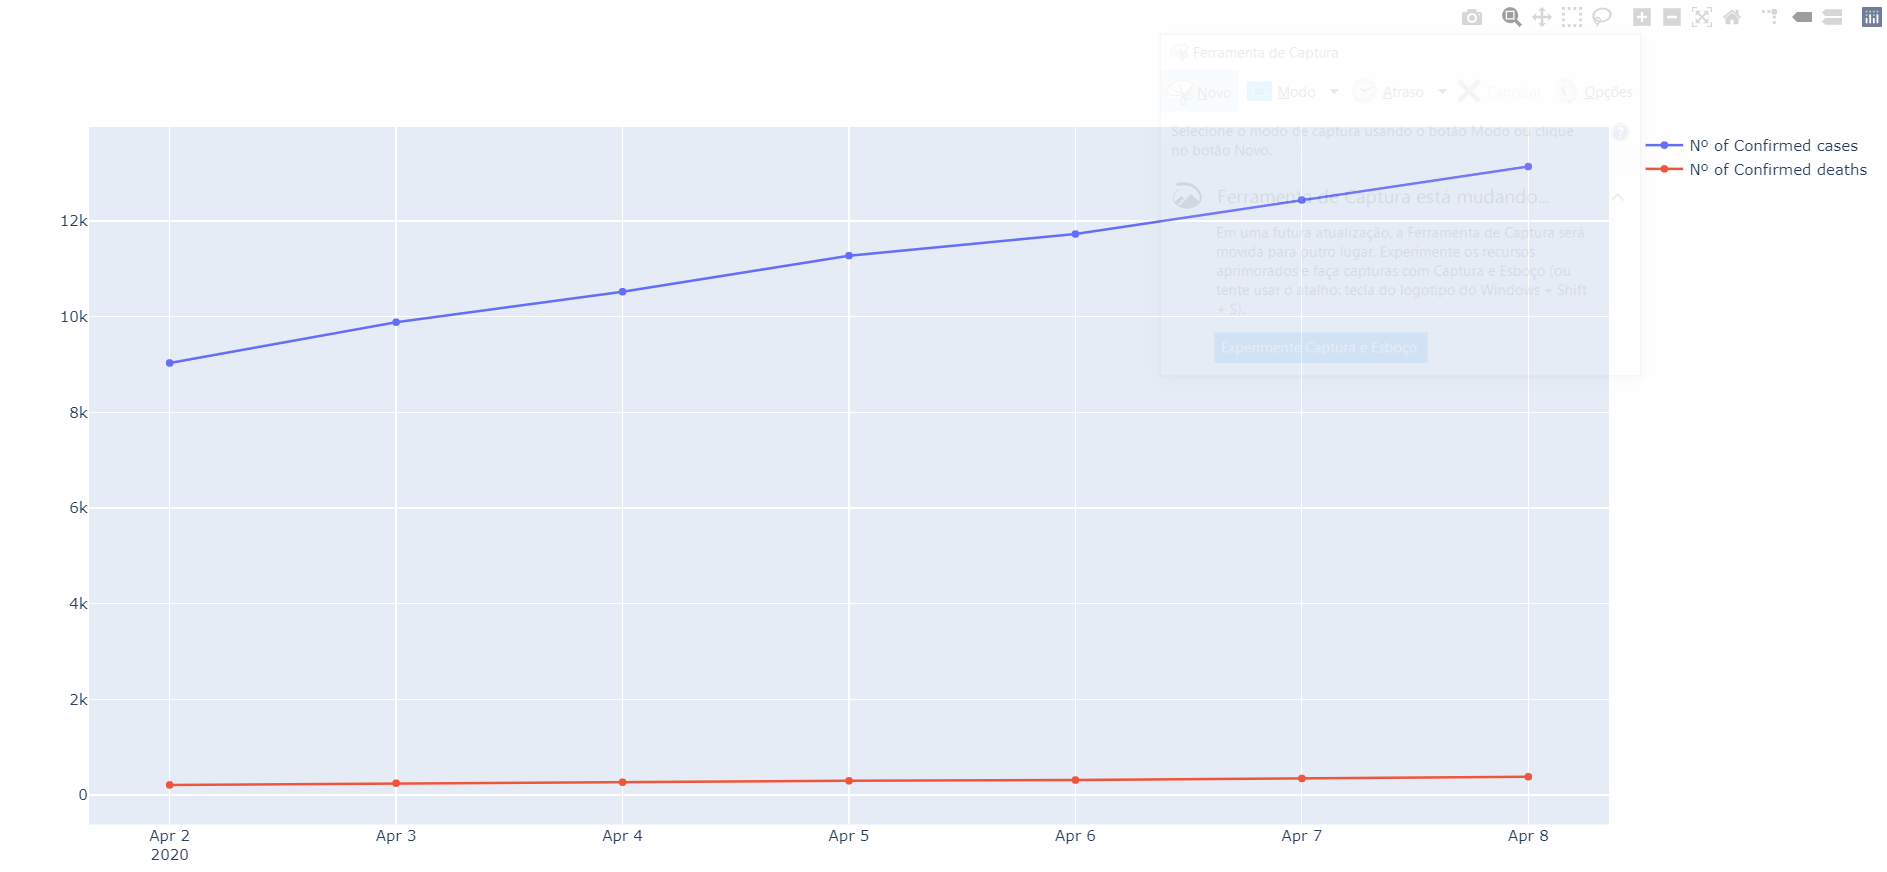 Ferramenta de Captura
Novo Modo Atraso Cancelar Opções
Selecione o modo de captura usando o botão Modo ou clique
no botão Novo.
Ferramenta de Captura está mudando...
Em uma futura atualização, a Ferramenta de Captura será
movida para outro lugar. Experimente os recursos
aprimorados e faça capturas com Captura e Esboço (ou
tente usar o atalho: tecla do logotipo do Windows + Shift
+ S).
Experimente Captura e Esboço
Nº of Confirmed cases
Nº of Confirmed deaths
12k
10k
8k
6k
4k
2k
0
Apr 2 Apr 3 Apr 4 Apr 5 Apr 6 Apr 7 Apr 8
2020